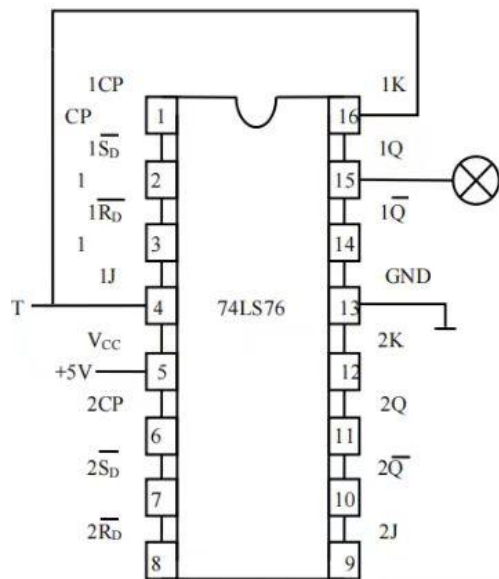 1CP 1K
CP 1 16
1S̅D̅ 1Q
1 2 15
1R̅D̅ 1Q̅
1 3 14
1J GND
T 4 74LS76 13
VCC 2K
+5V 5 12
2CP 2Q
6 11
2S̅D̅ 2Q̅
7 10
2R̅D̅ 2J
8 9